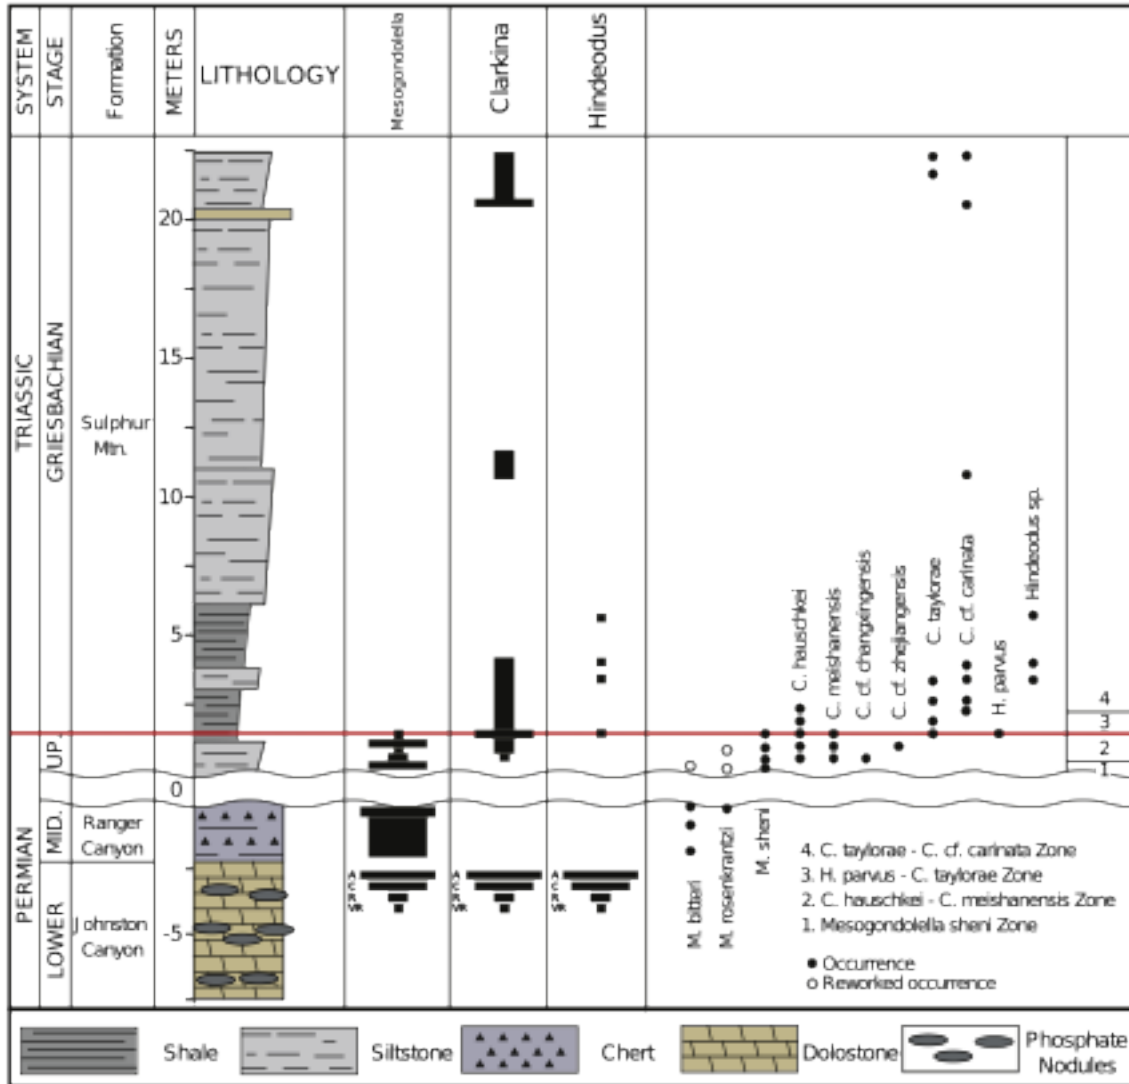 SYSTEM
STAGE
Formation
METERS
LITHOLOGY
Mesogondolella
Clarkina
Hindeodus
TRIASSIC
GRIESBACHIAN
Sulphur
Mtn.
20
15
10
5
0
-5
UP.
PERMIAN
MID.
LOWER
Ranger
Canyon
Johnston
Canyon
A
C
R
VR
A
C
R
VR
A
C
R
VR
M. bitteri
M. rosenkrantzi
M. sheni
C. hauschkei
C. meishanensis
C. cf. changxingensis
C. cf. zhejiangensis
C. taylorae
C. cf. carinata
H. parvus
Hindeodus sp.
4
3
2
1
4. C. taylorae - C. cf. carinata Zone
3. H. parvus - C. taylorae Zone
2. C. hauschkei - C. meishanensis Zone
1. Mesogondolella sheni Zone
Occurrence
Reworked occurrence
Shale
Siltstone
Chert
Dolostone
Phosphate
Nodules